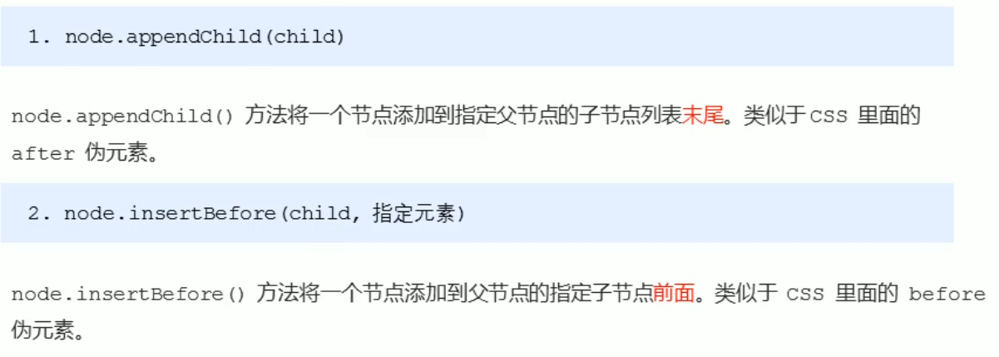 1. node.appendChild(child)
node.appendChild() 方法将一个节点添加到指定父节点的子节点列表末尾。类似于 CSS 里面的
after 伪元素。
2. node.insertBefore(child, 指定元素)
node.insertBefore() 方法将一个节点添加到父节点的指定子节点前面。类似于 CSS 里面的 before
伪元素。